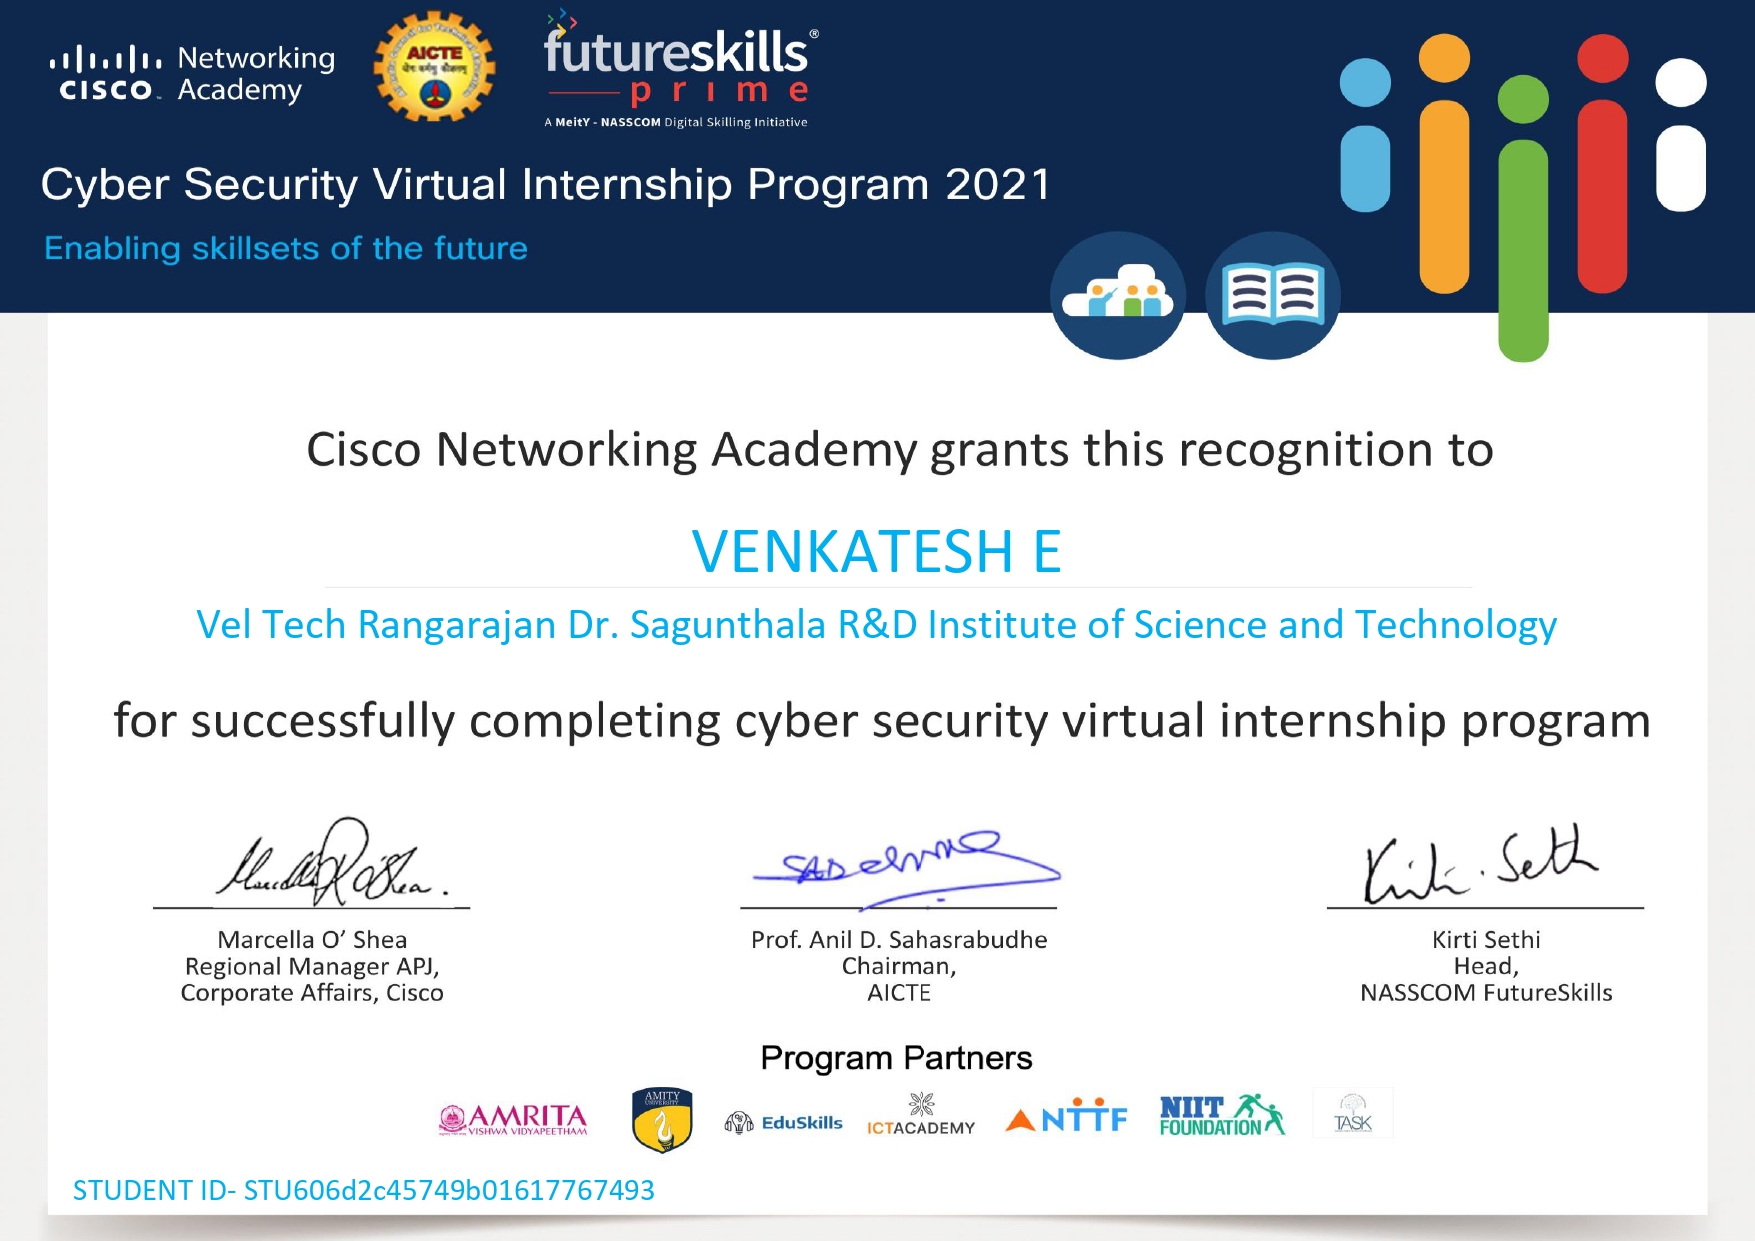 CISCO Networking Academy
AICTE
futureskills®
prime
A MeitY - NASSCOM Digital Skilling Initiative
Cyber Security Virtual Internship Program 2021
Enabling skillsets of the future
Cisco Networking Academy grants this recognition to
VENKATESH E
Vel Tech Rangarajan Dr. Sagunthala R&D Institute of Science and Technology
for successfully completing cyber security virtual internship program
Marcella O' Shea
Regional Manager APJ,
Corporate Affairs, Cisco
Prof. Anil D. Sahasrabudhe
Chairman,
AICTE
Kirti Sethi
Head,
NASSCOM FutureSkills
Program Partners
AMRITA
VISHWA VIDYAPEETHAM
AMITY
UNIVERSITY
EduSkills
ICTACADEMY
NTTF
NIIT
FOUNDATION
TASK
STUDENT ID- STU606d2c45749b01617767493